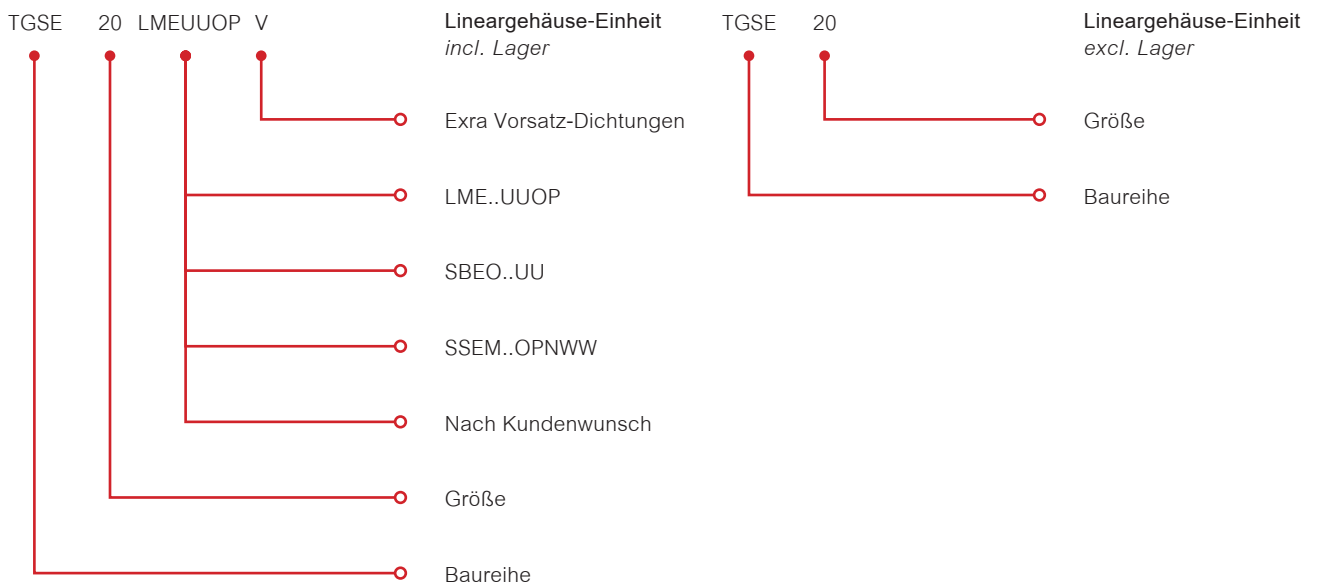 TGSE 20 LMEUUOP V
Lineargehäuse-Einheit
incl. Lager
Exra Vorsatz-Dichtungen
LME..UUOP
SBEO..UU
SSEM..OPNWW
Nach Kundenwunsch
Größe
Baureihe
TGSE 20
Lineargehäuse-Einheit
excl. Lager
Größe
Baureihe